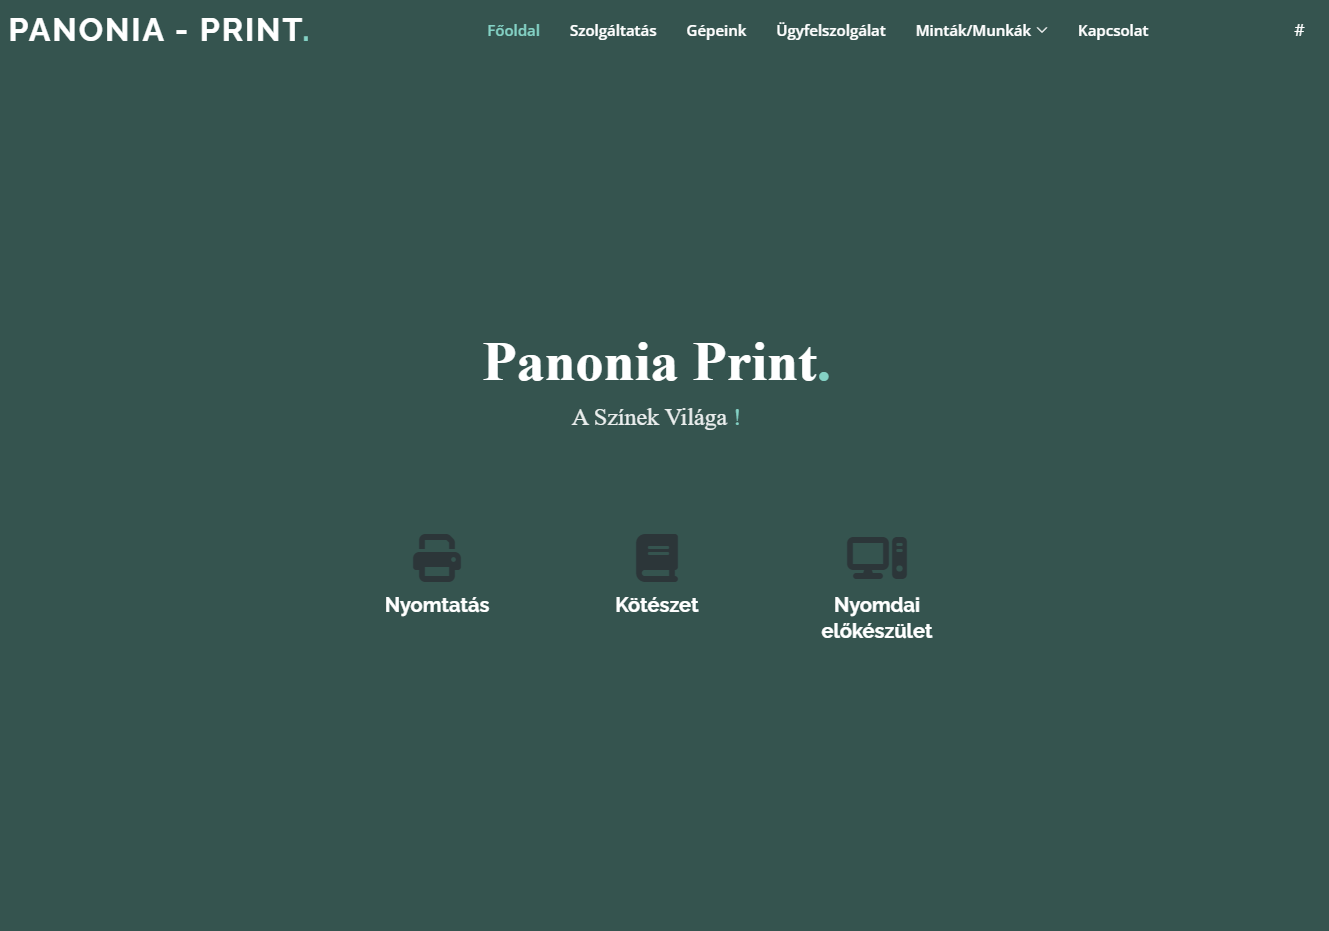 PANONIA - PRINT.
Főoldal
Szolgáltatás
Gépeink
Ügyfelszolgálat
Minták/Munkák
Kapcsolat
#
Panonia Print.
A Színek Világa !
Nyomtatás
Kötészet
Nyomdai
előkészület